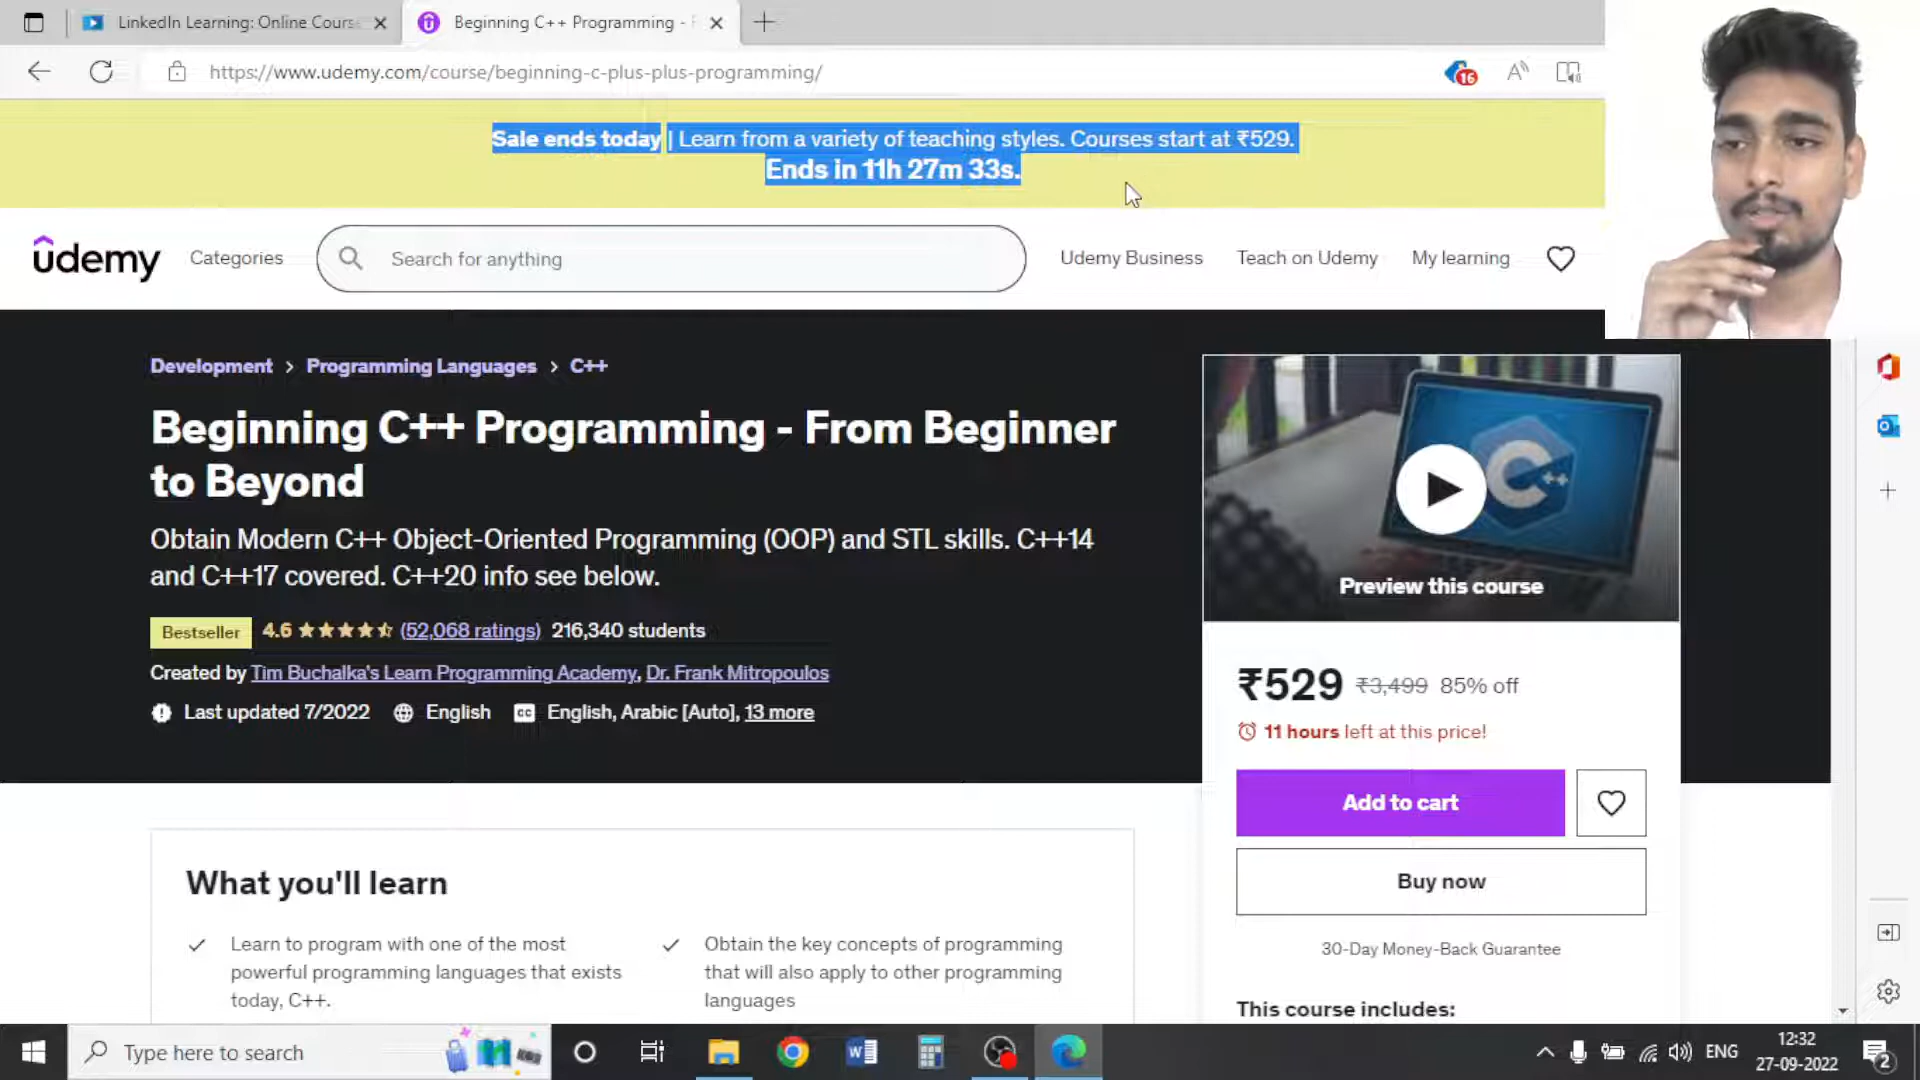 LinkedIn Learning: Online Cours
Beginning C++ Programming - F
https://www.udemy.com/course/beginning-c-plus-plus-programming/
16
Sale ends today | Learn from a variety of teaching styles. Courses start at ₹529.
Ends in 11h 27m 33s.
udemy
Categories
Search for anything
Udemy Business
Teach on Udemy
My learning
Development > Programming Languages > C++
Beginning C++ Programming - From Beginner
to Beyond
Obtain Modern C++ Object-Oriented Programming (OOP) and STL skills. C++14
and C++17 covered. C++20 info see below.
Bestseller 4.6 (52,068 ratings) 216,340 students
Created by Tim Buchalka's Learn Programming Academy, Dr. Frank Mitropoulos
Last updated 7/2022 English CC English, Arabic [Auto], 13 more
C++
Preview this course
₹529 ₹3,499 85% off
11 hours left at this price!
Add to cart
Buy now
30-Day Money-Back Guarantee
This course includes:
What you'll learn
Learn to program with one of the most
powerful programming languages that exists
today, C++.
Obtain the key concepts of programming
that will also apply to other programming
languages
Type here to search
ENG
12:32
27-09-2022
2